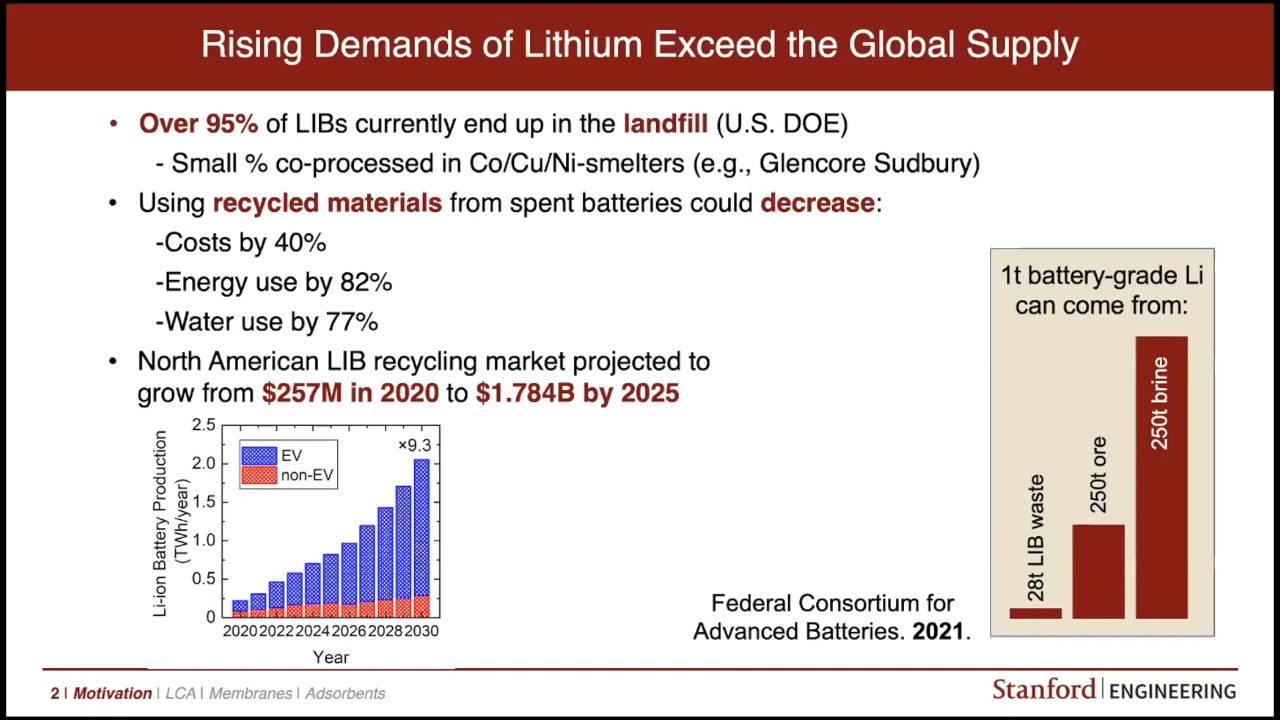 Rising Demands of Lithium Exceed the Global Supply
• Over 95% of LIBs currently end up in the landfill (U.S. DOE)
- Small % co-processed in Co/Cu/Ni-smelters (e.g., Glencore Sudbury)
• Using recycled materials from spent batteries could decrease:
-Costs by 40%
-Energy use by 82%
-Water use by 77%
• North American LIB recycling market projected to
grow from $257M in 2020 to $1.784B by 2025
Li-ion Battery Production
(TWh/year)
2.5
2.0
1.5
1.0
0.5
0
EV
non-EV
×9.3
2020 2022 2024 2026 2028 2030
Year
1t battery-grade Li
can come from:
28t LIB waste
250t ore
250t brine
Federal Consortium for
Advanced Batteries. 2021.
2 | Motivation | LCA | Membranes | Adsorbents
Stanford | ENGINEERING